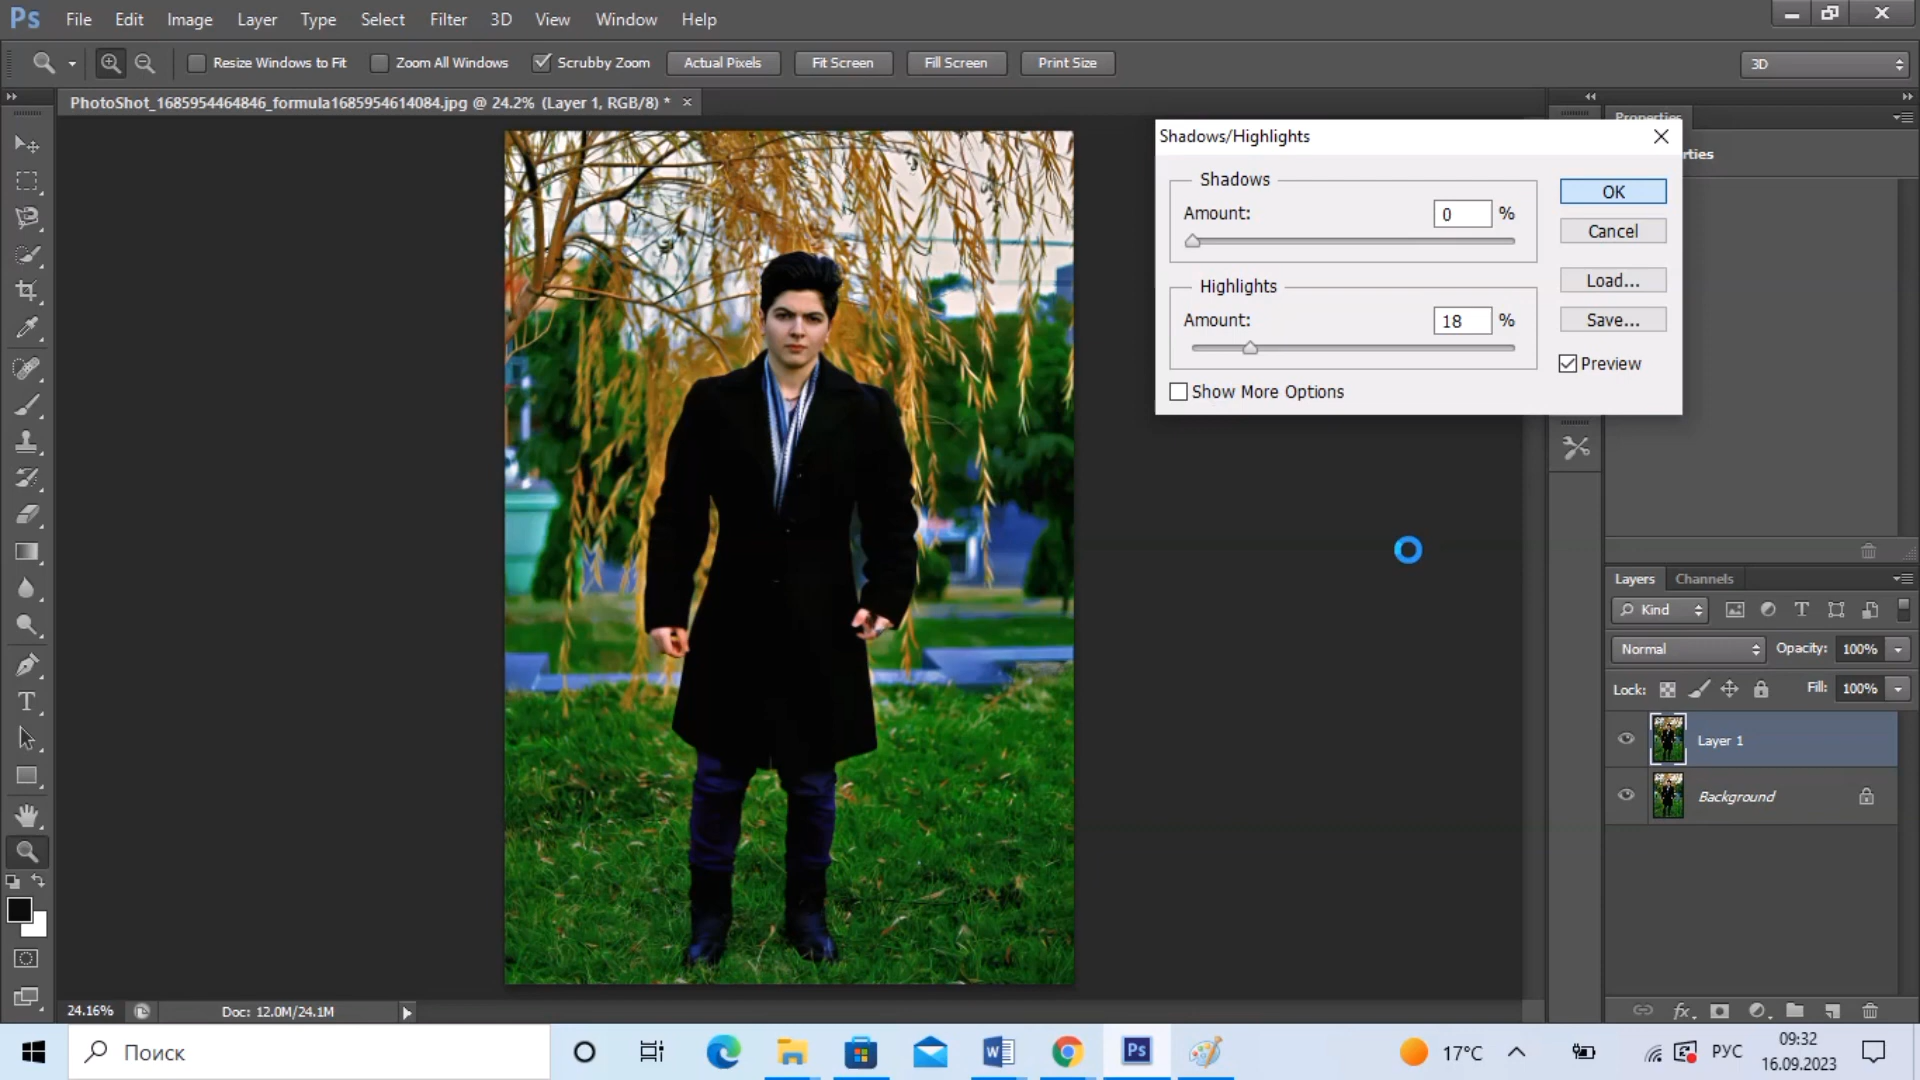 Ps File Edit Image Layer Type Select Filter 3D View Window Help
Resize Windows to Fit Zoom All Windows Scrubby Zoom Actual Pixels Fit Screen Fill Screen Print Size 3D
PhotoShot_1685954464846_formula1685954614084.jpg @ 24.2% (Layer 1, RGB/8) * ×
Properties
rties
Shadows/Highlights
Shadows
Amount: 0 %
Highlights
Amount: 18 %
Show More Options
OK
Cancel
Load...
Save...
Preview
Layers Channels
Kind
Normal Opacity: 100%
Lock: Fill: 100%
Layer 1
Background
24.16% Doc: 12.0M/24.1M
Поиск
Ps
17°C РУС 09:32
16.09.2023